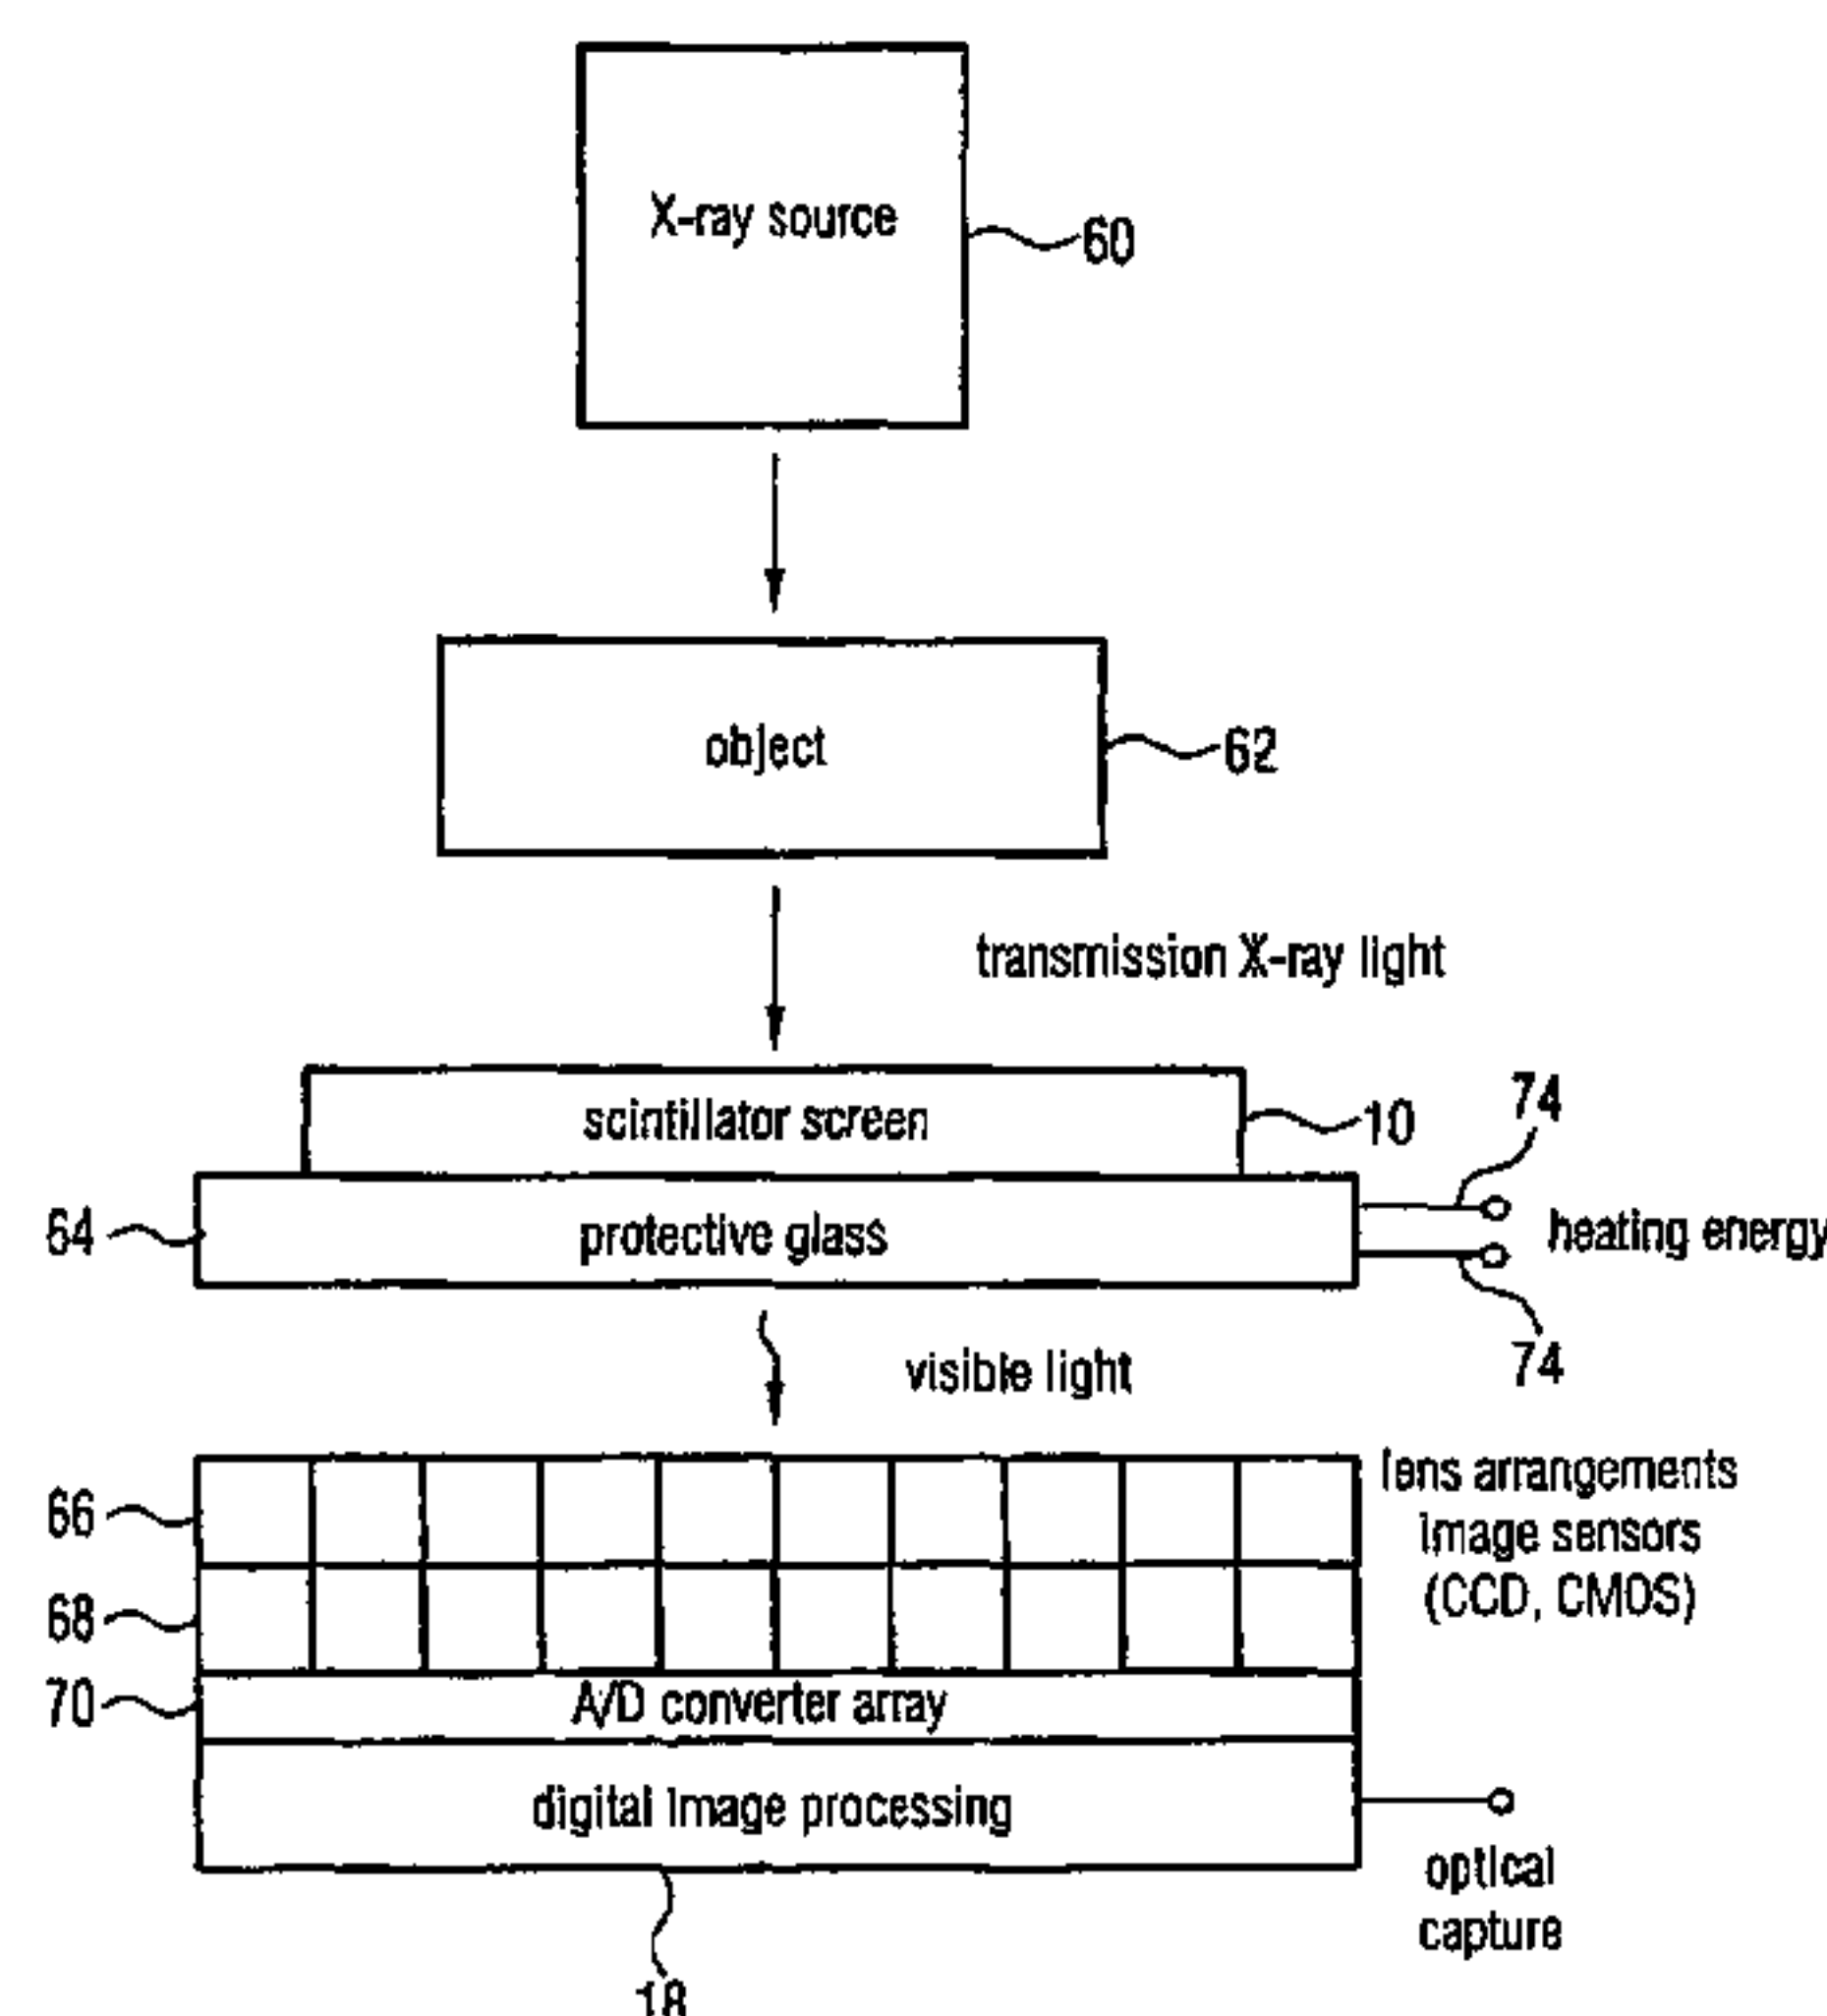 X-ray source
60
object
62
transmission X-ray light
scintillator screen
10
74
64
protective glass
heating energy
visible light
74
66
lens arrangements
image sensors
(CCD, CMOS)
68
70
A/D converter array
digital image processing
optical
capture
18